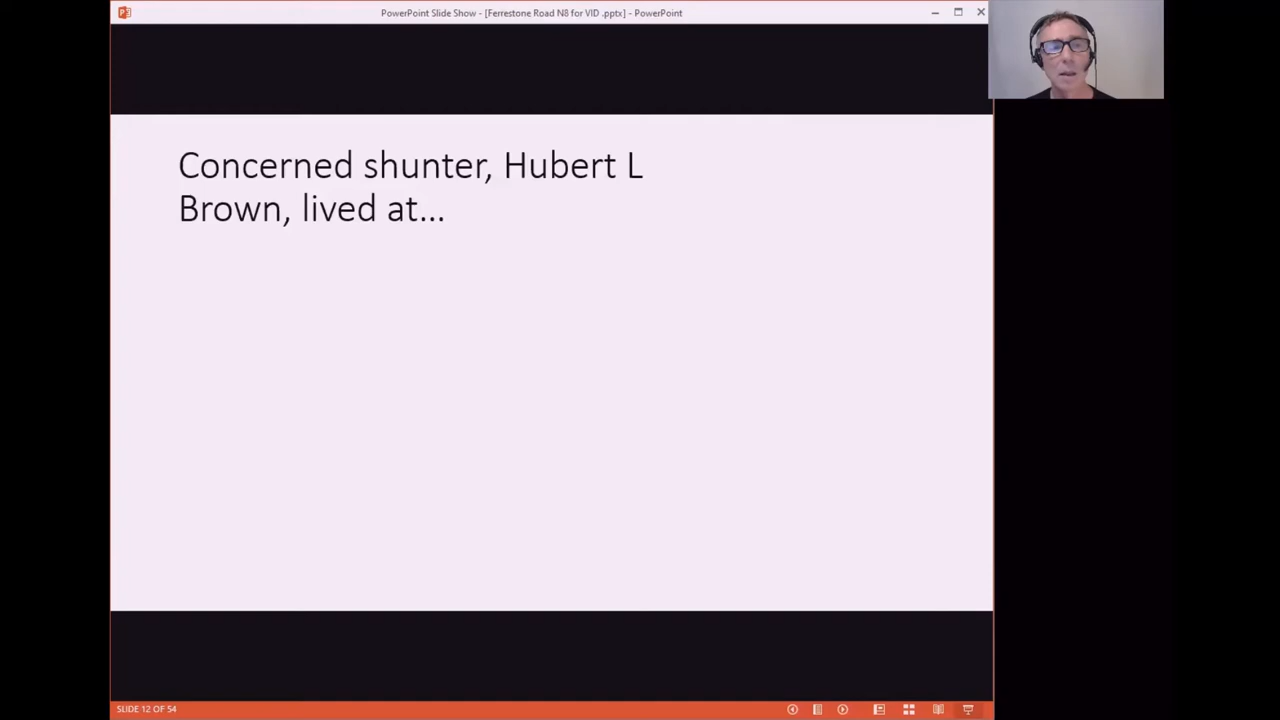 PowerPoint Slide Show - [Ferrestone Road N8 for VID .pptx] - PowerPoint
Concerned shunter, Hubert L
Brown, lived at...
SLIDE 12 OF 54